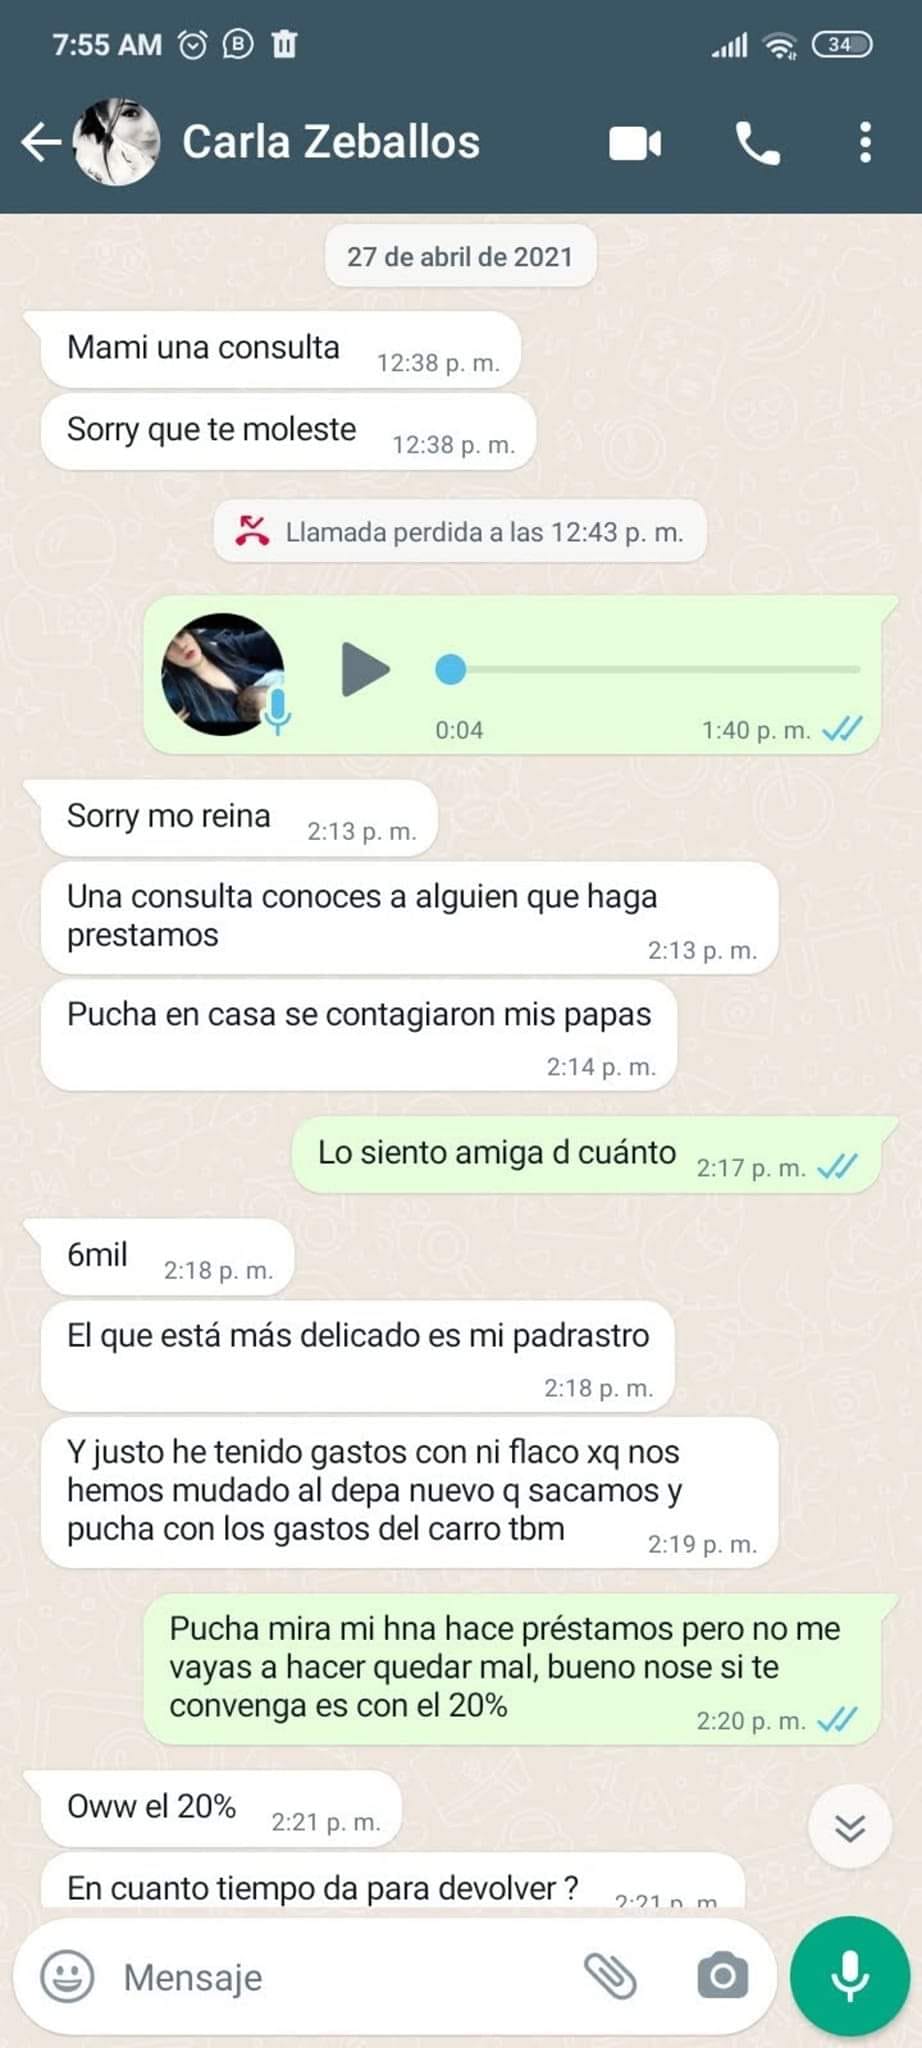 7:55 AM
B
34
Carla Zeballos
27 de abril de 2021
Mami una consulta
12:38 p. m.
Sorry que te moleste
12:38 p. m.
Llamada perdida a las 12:43 p. m.
0:04
1:40 p. m.
Sorry mo reina
2:13 p. m.
Una consulta conoces a alguien que haga
prestamos
2:13 p. m.
Pucha en casa se contagiaron mis papas
2:14 p. m.
Lo siento amiga d cuánto
2:17 p. m.
6mil
2:18 p. m.
El que está más delicado es mi padrastro
2:18 p. m.
Y justo he tenido gastos con ni flaco xq nos
hemos mudado al depa nuevo q sacamos y
pucha con los gastos del carro tbm
2:19 p. m.
Pucha mira mi hna hace préstamos pero no me
vayas a hacer quedar mal, bueno nose si te
convenga es con el 20%
2:20 p. m.
Oww el 20%
2:21 p. m.
En cuanto tiempo da para devolver ?
2:21 p. m.
Mensaje